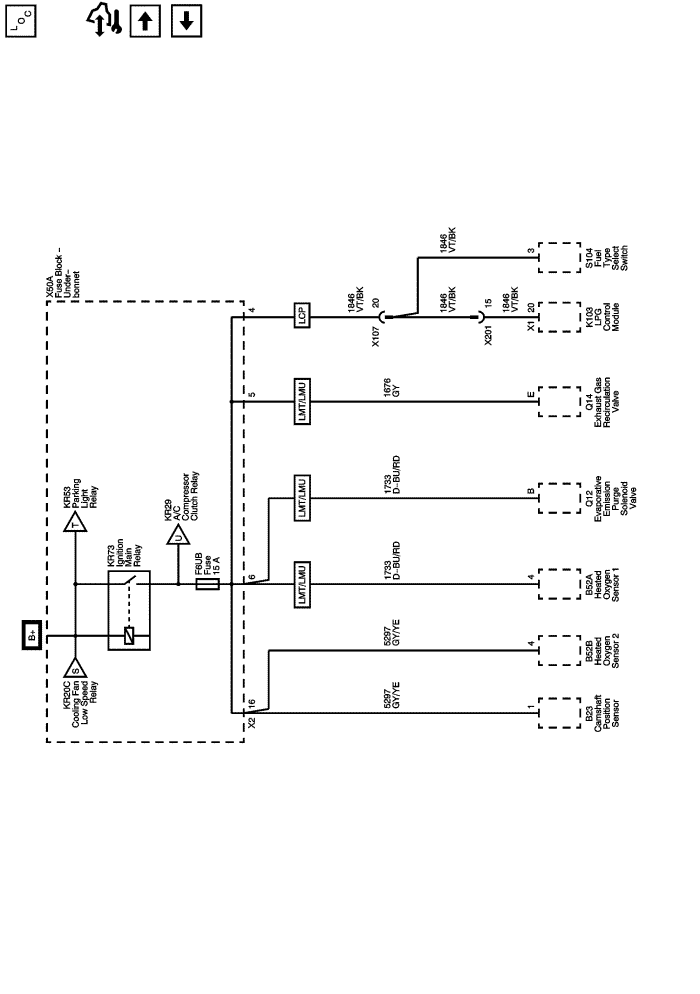 LOC
X50A
Fuse Block –
Under–
bonnet
B+
S
KR20C
Cooling Fan
Low Speed
Relay
T
KR53
Parking
Light
Relay
KR73
Ignition
Main
Relay
U
KR29
A/C
Compressor
Clutch Relay
F6UB
Fuse
15 A
4
LCP
1846
VT/BK
20
X107
1846
VT/BK
3
S104
Fuel
Type
Select
Switch
1846
VT/BK
15
X201
1846
VT/BK
20
X1
K103
LPG
Control
Module
5
LMT/LMU
1676
GY
E
Q14
Exhaust Gas
Recirculation
Valve
LMT/LMU
1733
D–BU/RD
B
Q12
Evaporative
Emission
Purge
Solenoid
Valve
6
LMT/LMU
1733
D–BU/RD
4
B52A
Heated
Oxygen
Sensor 1
5297
GY/YE
4
B52B
Heated
Oxygen
Sensor 2
16
X2
5297
GY/YE
1
B23
Camshaft
Position
Sensor